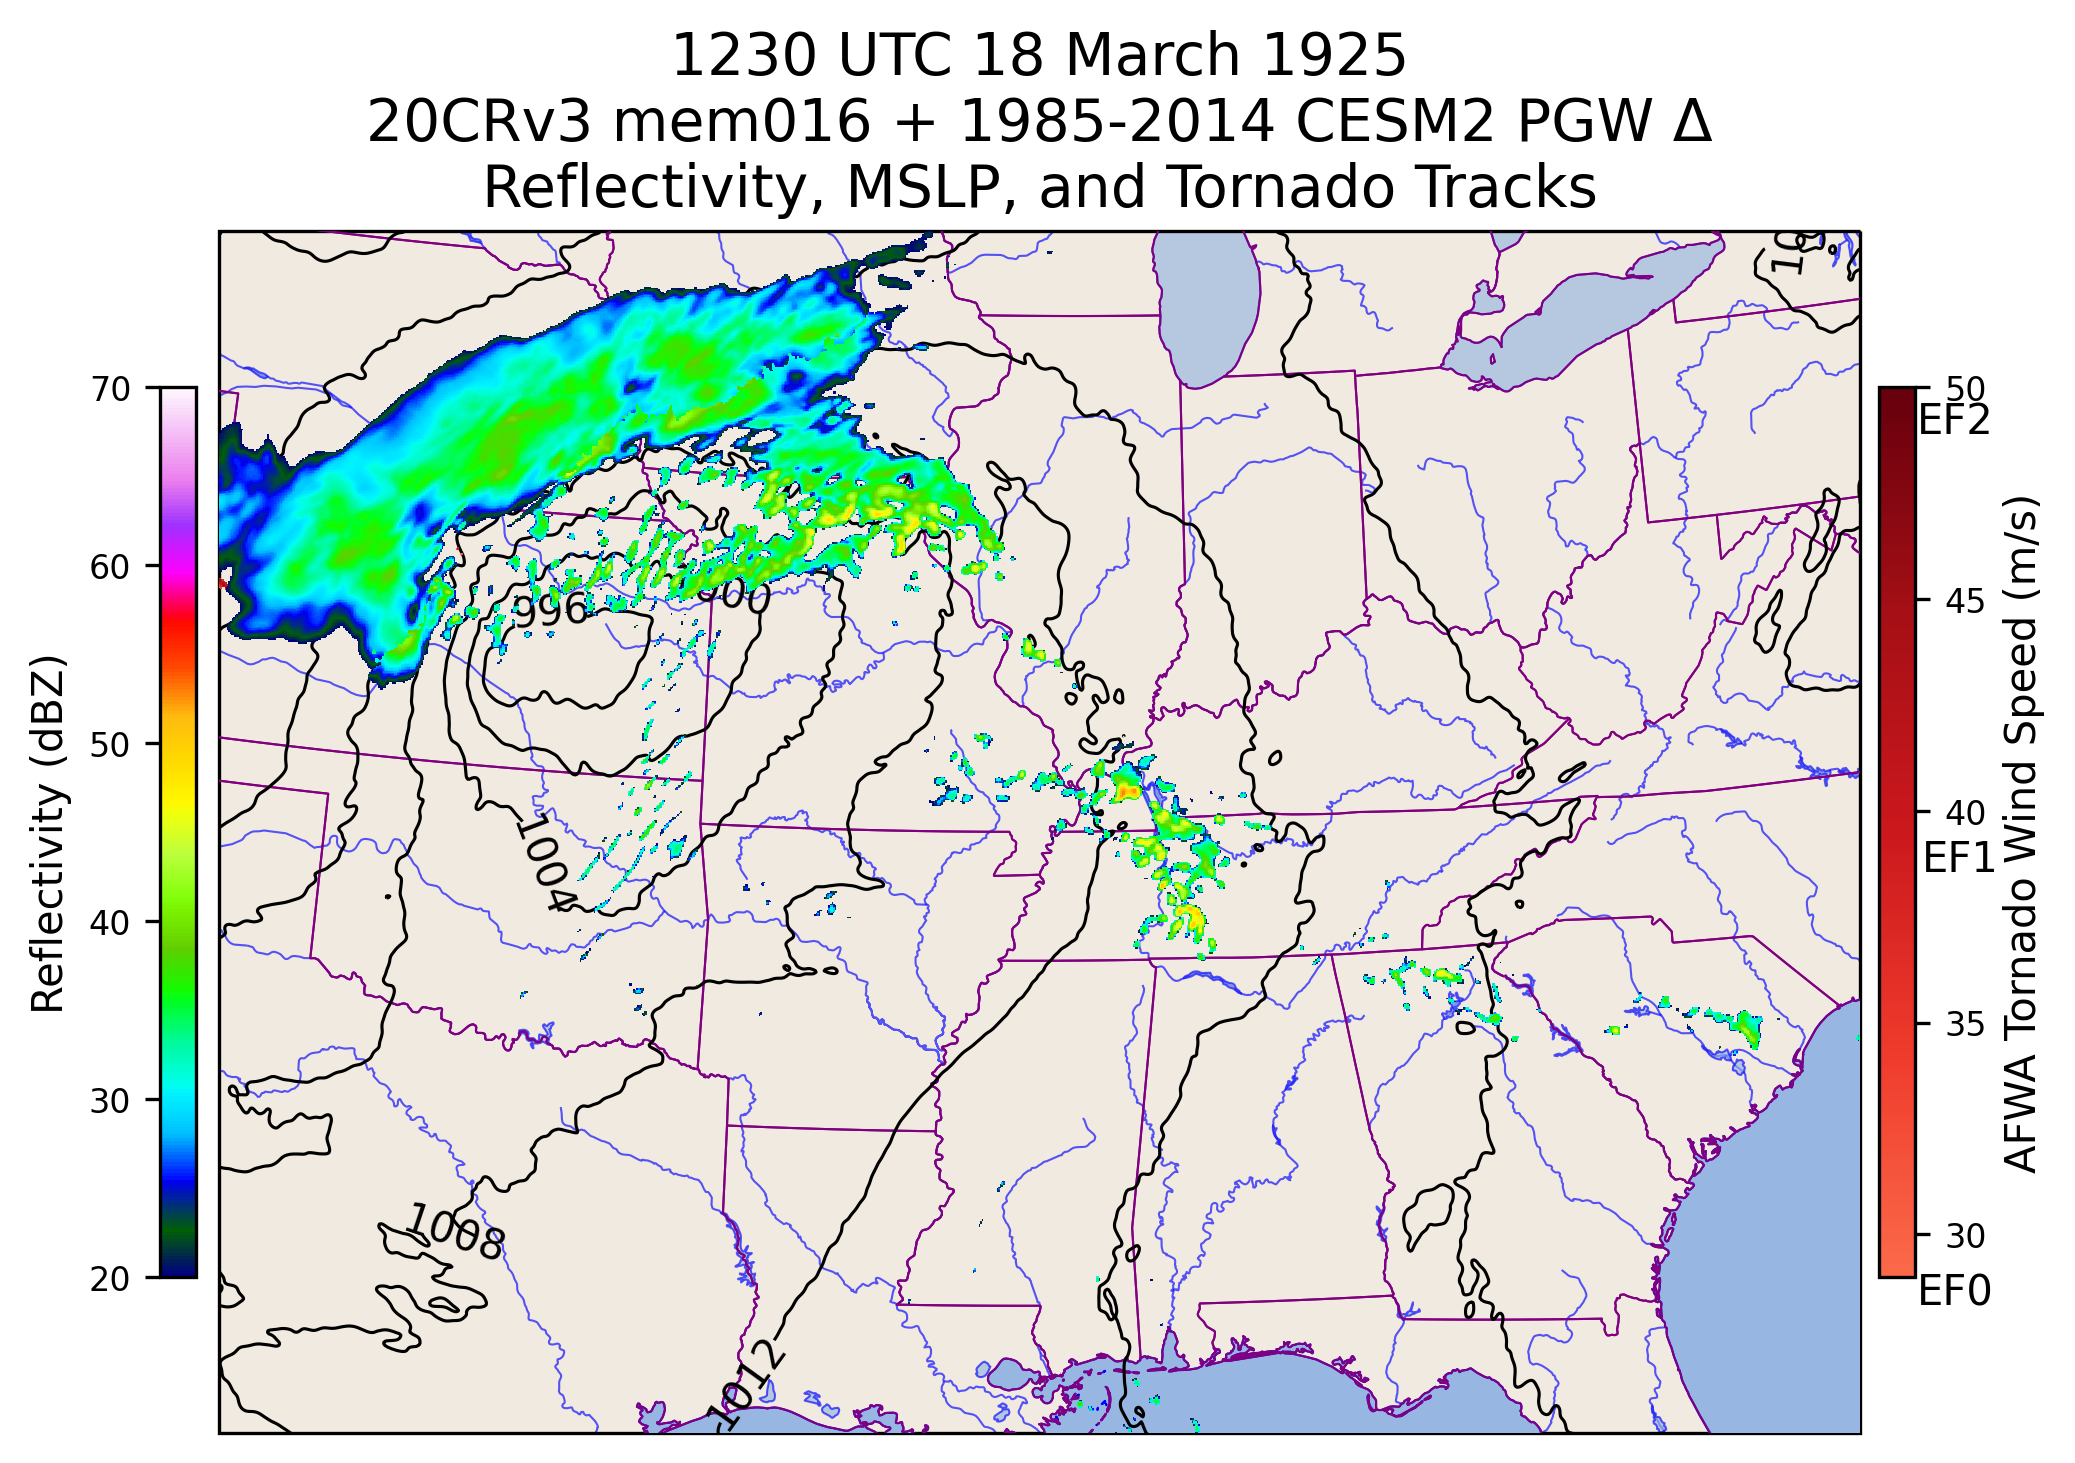 1230 UTC 18 March 1925
20CRv3 mem016 + 1985-2014 CESM2 PGW Δ
Reflectivity, MSLP, and Tornado Tracks
70
60
50
40
30
20
Reflectivity (dBZ)
996
1004
1008
1012
10
50
EF2
45
40
EF1
35
30
EF0
AFWA Tornado Wind Speed (m/s)